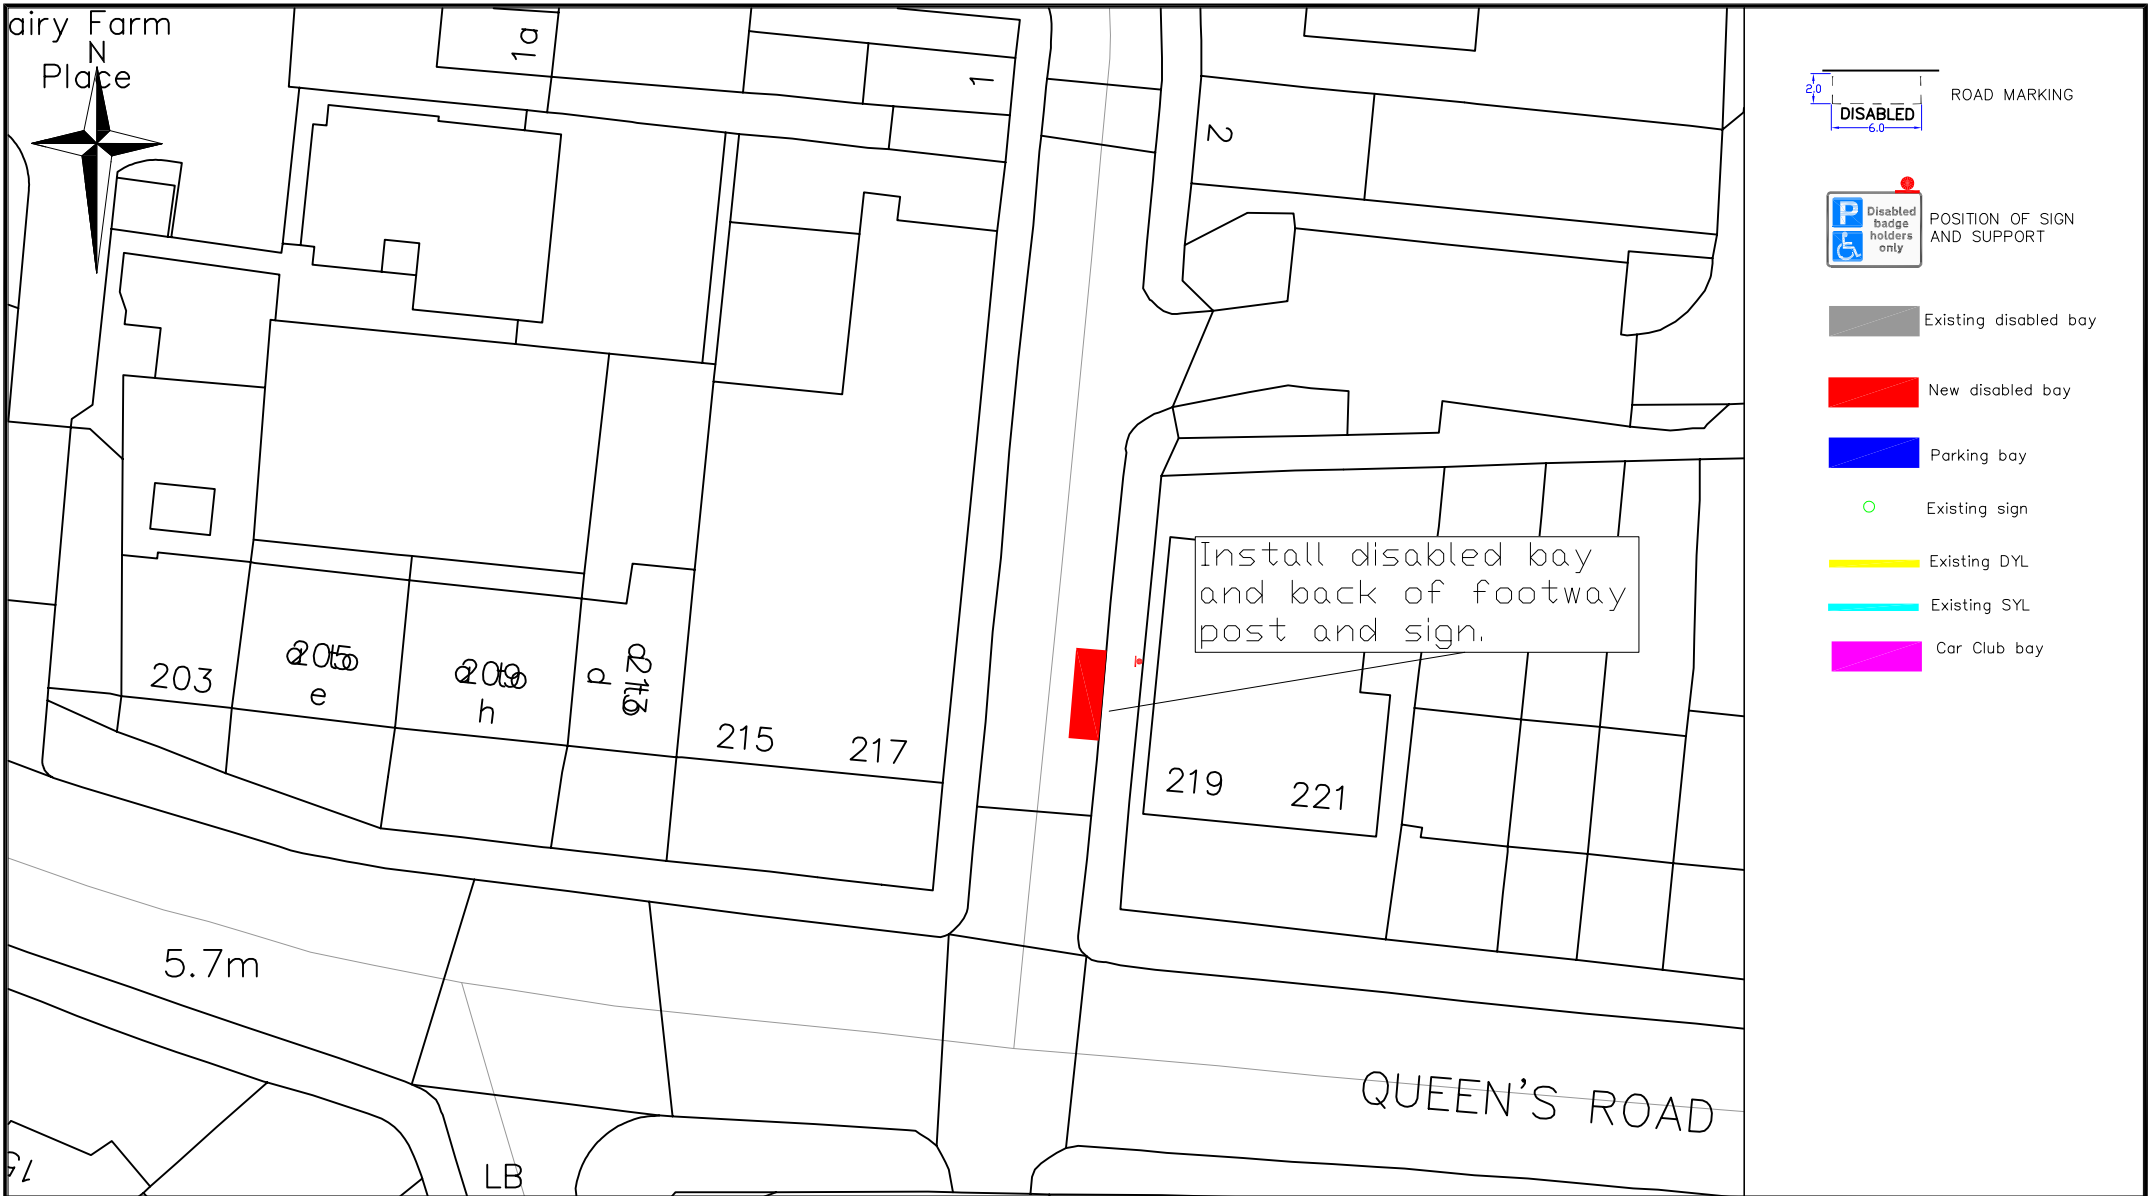 airy Farm
N
Place
1a
1
2
Install disabled bay
and back of footway
post and sign.
203
205
e
209
h
d
215
217
219
221
5.7m
QUEEN'S ROAD
LB
2.0
DISABLED
6.0
ROAD MARKING
P
Disabled
badge
holders
only
POSITION OF SIGN
AND SUPPORT
Existing disabled bay
New disabled bay
Parking bay
Existing sign
Existing DYL
Existing SYL
Car Club bay